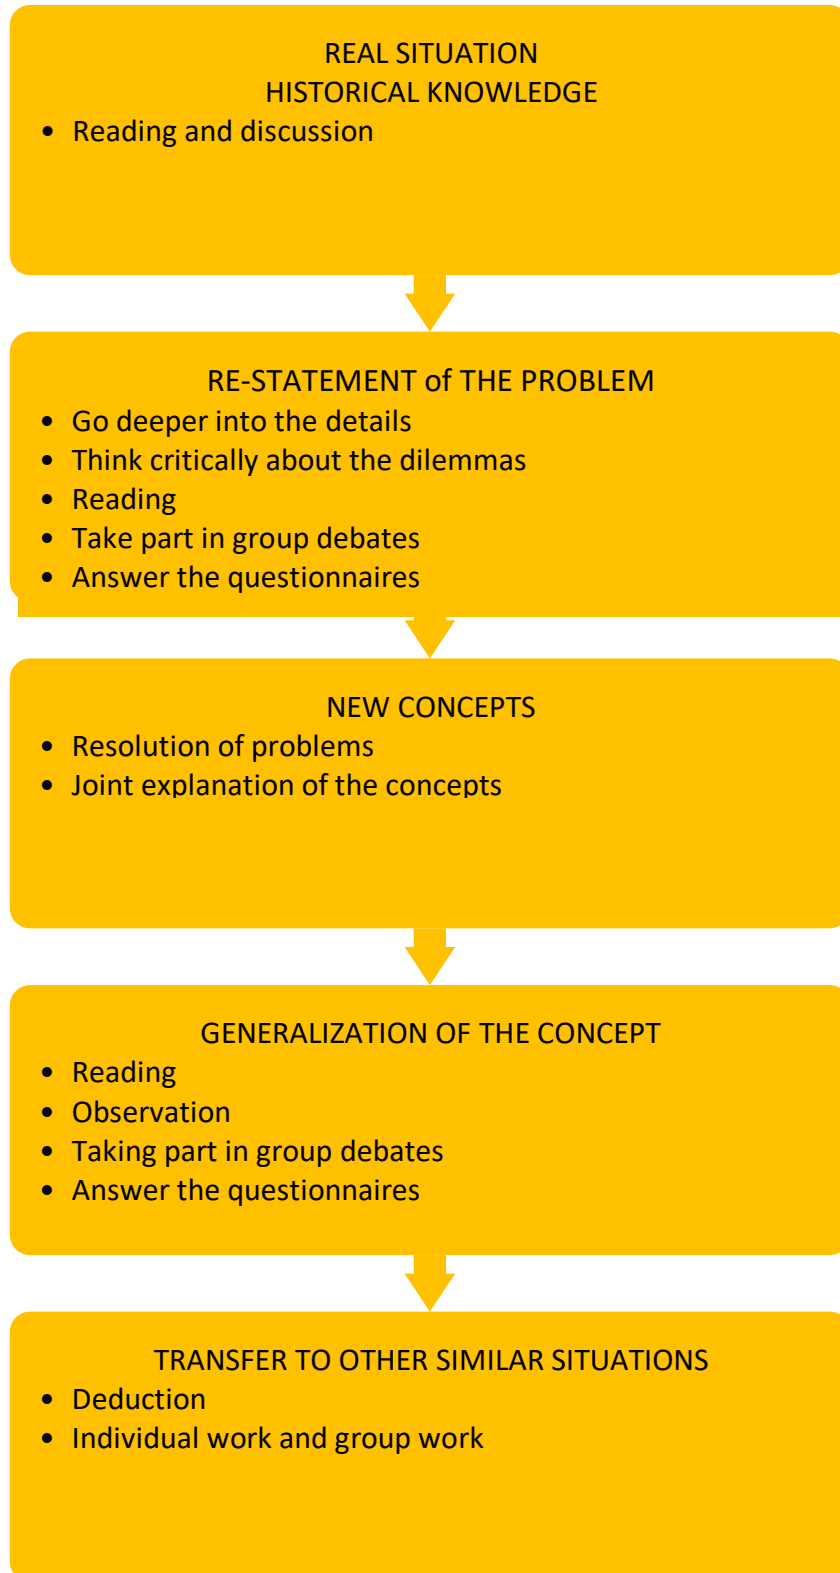 REAL SITUATION
HISTORICAL KNOWLEDGE
• Reading and discussion
RE-STATEMENT of THE PROBLEM
• Go deeper into the details
• Think critically about the dilemmas
• Reading
• Take part in group debates
• Answer the questionnaires
NEW CONCEPTS
• Resolution of problems
• Joint explanation of the concepts
GENERALIZATION OF THE CONCEPT
• Reading
• Observation
• Taking part in group debates
• Answer the questionnaires
TRANSFER TO OTHER SIMILAR SITUATIONS
• Deduction
• Individual work and group work